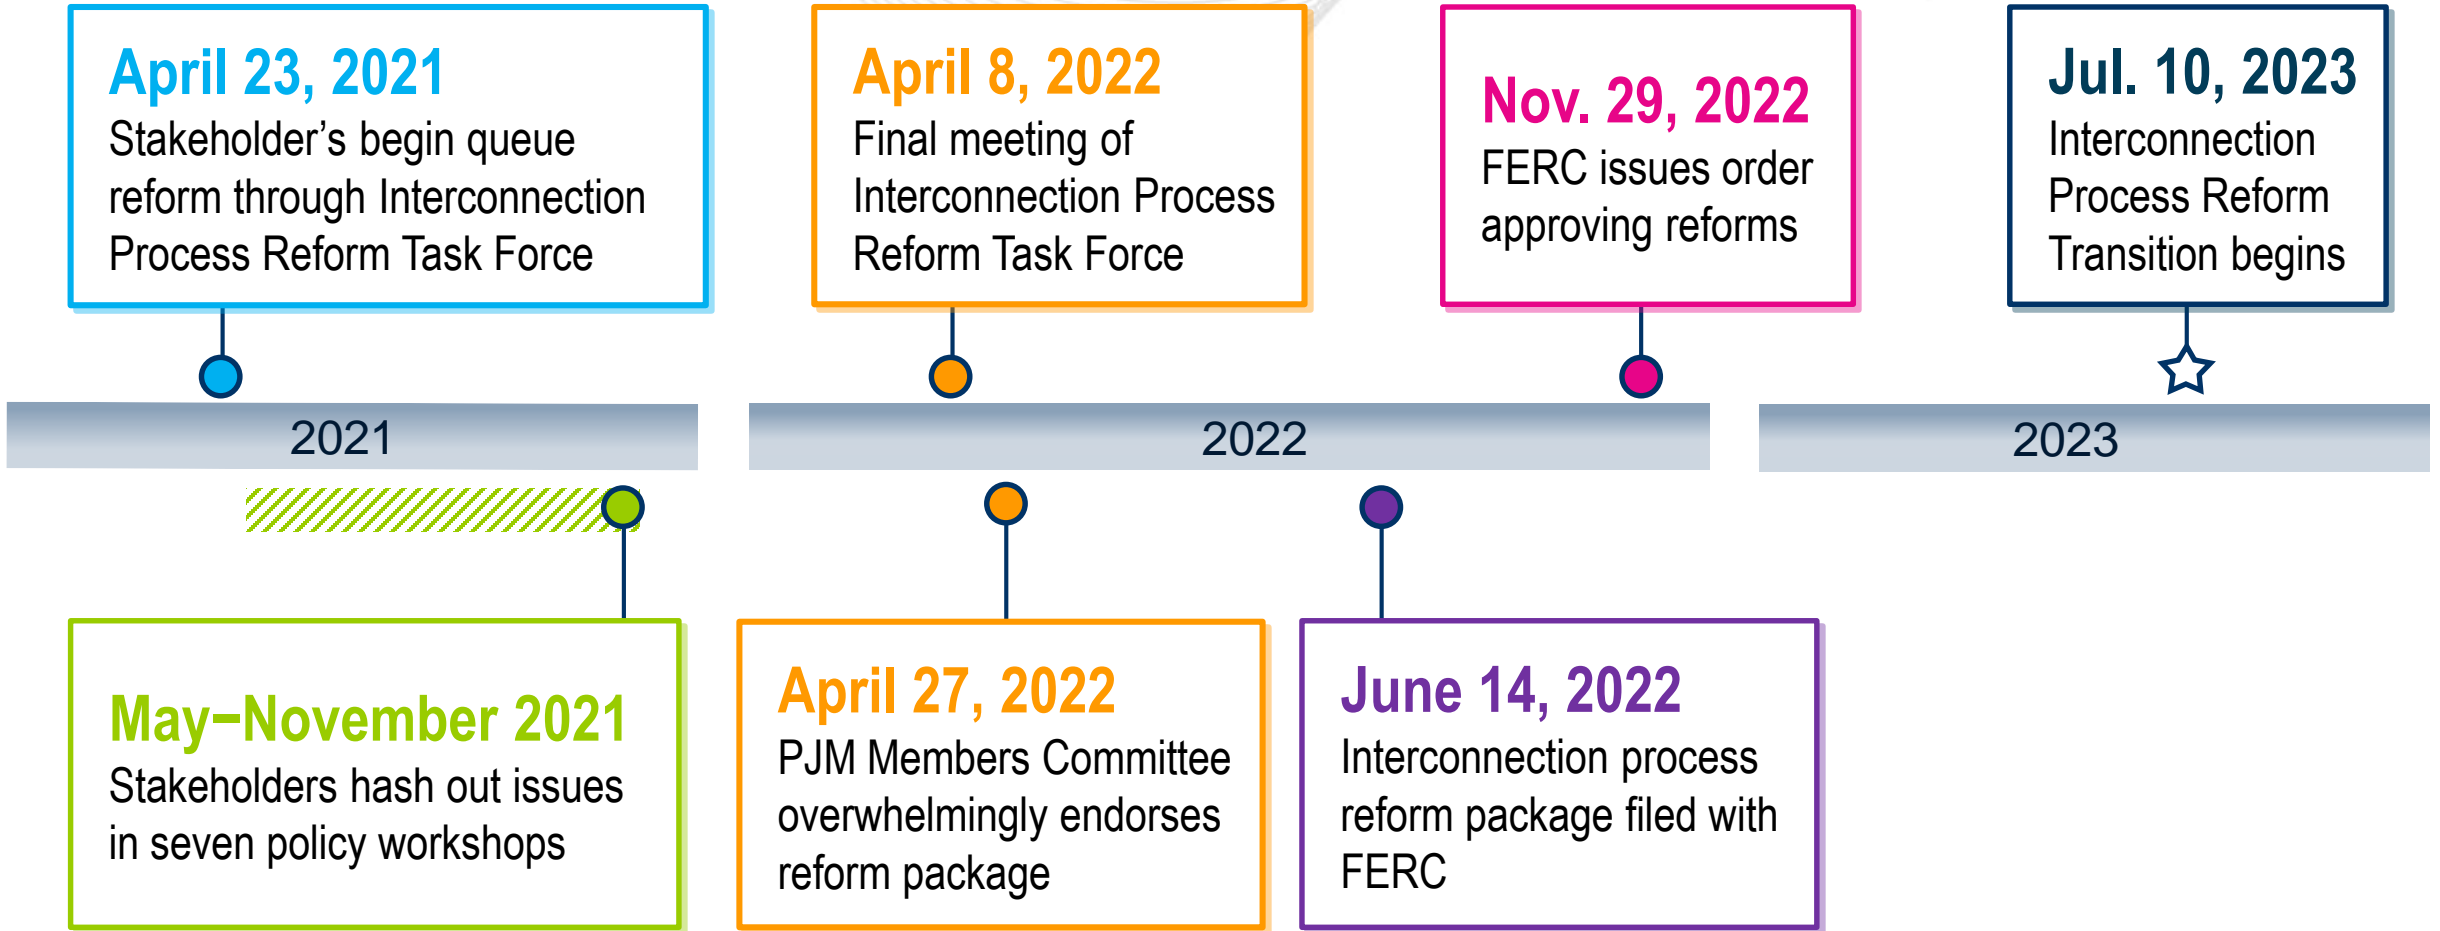 April 23, 2021
Stakeholder’s begin queue
reform through Interconnection
Process Reform Task Force
April 8, 2022
Final meeting of
Interconnection Process
Reform Task Force
Nov. 29, 2022
FERC issues order
approving reforms
Jul. 10, 2023
Interconnection
Process Reform
Transition begins
2021
2022
2023
May–November 2021
Stakeholders hash out issues
in seven policy workshops
April 27, 2022
PJM Members Committee
overwhelmingly endorses
reform package
June 14, 2022
Interconnection process
reform package filed with
FERC